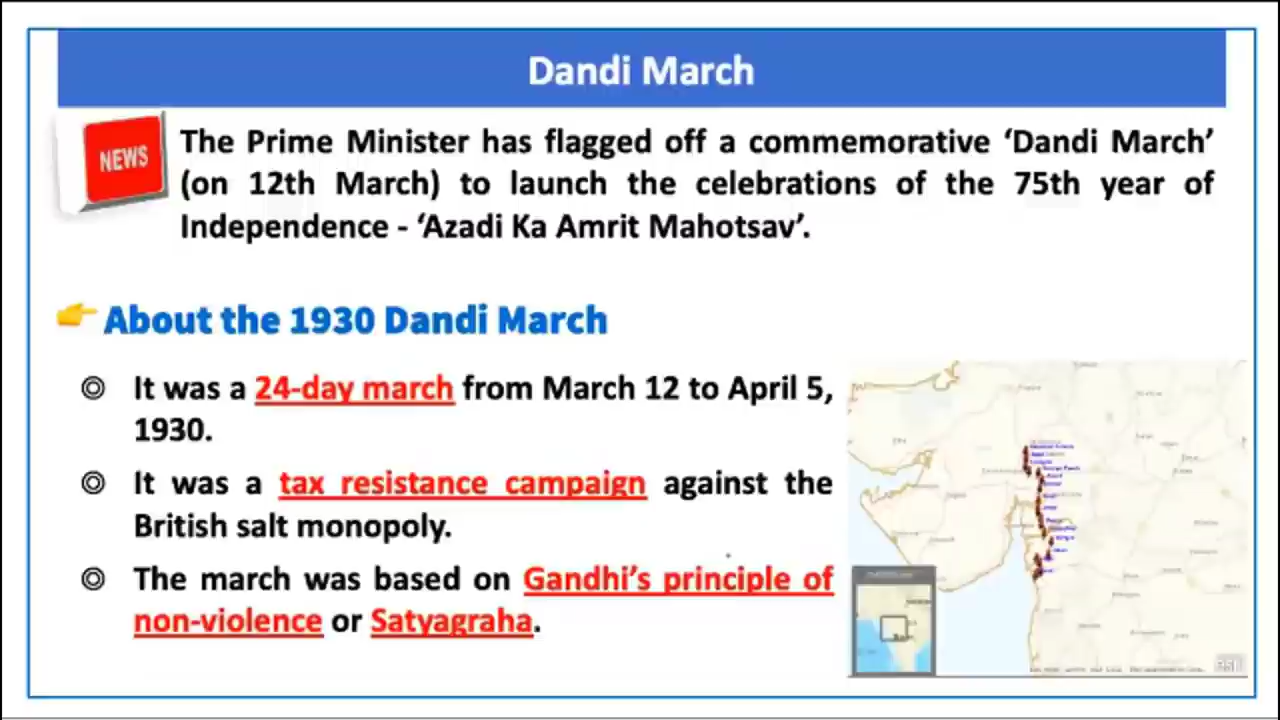 Dandi March
NEWS
The Prime Minister has flagged off a commemorative ‘Dandi March’
(on 12th March) to launch the celebrations of the 75th year of
Independence - ‘Azadi Ka Amrit Mahotsav’.
About the 1930 Dandi March
It was a 24-day march from March 12 to April 5,
1930.
It was a tax resistance campaign against the
British salt monopoly.
The march was based on Gandhi’s principle of
non-violence or Satyagraha.